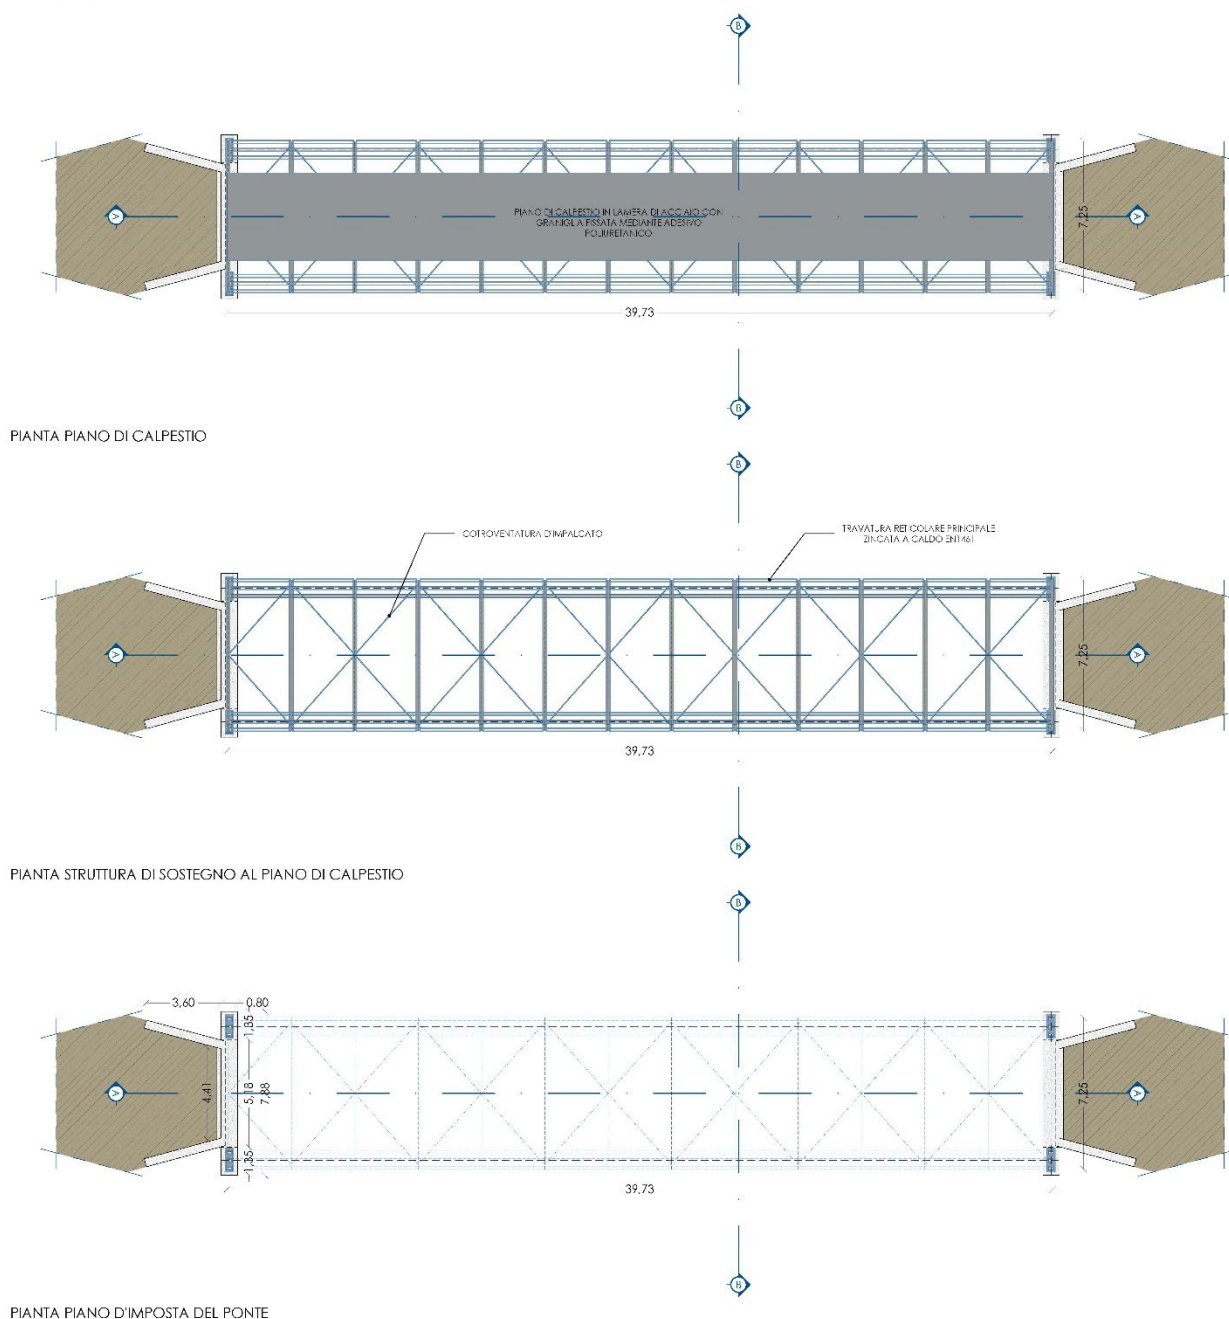 B
A
PIANO DI CALPESTIO IN LAMIERA DI ACCIAIO CON
GRANIGLIA FISSATA MEDIANTE ADESIVO
POLIURETANICO
7,25
A
39,73
B
PIANTA PIANO DI CALPESTIO
B
COTROVENTATURA D'IMPALCATO
TRAVATURA RETICOLARE PRINCIPALE
ZINCATA A CALDO EN1461
A
7,25
A
39,73
B
PIANTA STRUTTURA DI SOSTEGNO AL PIANO DI CALPESTIO
B
3,60
0,80
1,35
A
4,41
5,18
7,88
7,25
A
1,35
39,73
B
PIANTA PIANO D'IMPOSTA DEL PONTE